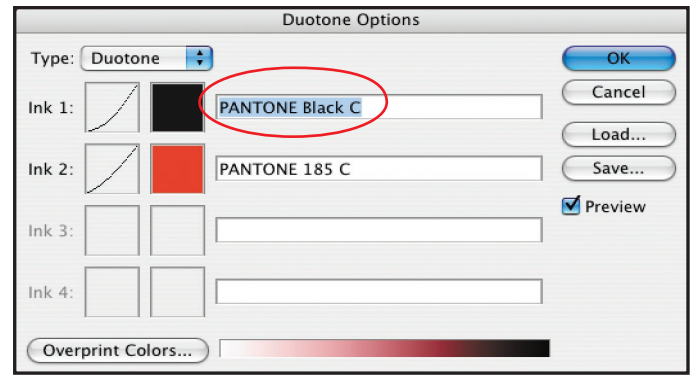 Duotone Options
Type: Duotone
OK
Ink 1: PANTONE Black C
Cancel
Load...
Ink 2: PANTONE 185 C
Save...
Preview
Ink 3:
Ink 4:
Overprint Colors...